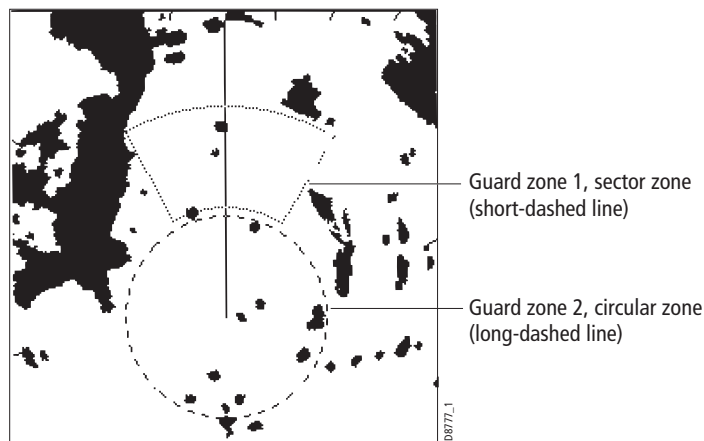 Guard zone 1, sector zone
(short-dashed line)
Guard zone 2, circular zone
(long-dashed line)
D8777_1